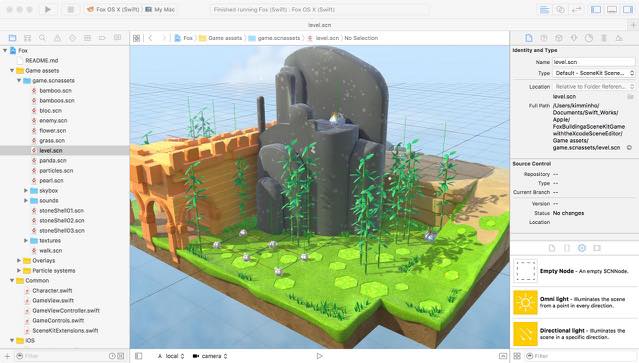 Fox OS X (Swift) › My Mac
Finished running Fox (Swift) : Fox OS X (Swift)
level.scn
Fox › Game assets › game.scnassets › level.scn › No Selection
Fox
README.md
Game assets
game.scnassets
bamboo.scn
bamboos.scn
bloc.scn
enemy.scn
flower.scn
grass.scn
level.scn
panda.scn
particles.scn
pearl.scn
skybox
sounds
stoneShell01.scn
stoneShell02.scn
stoneShell03.scn
textures
walk.scn
Overlays
Particle systems
Common
Character.swift
GameView.swift
GameViewController.swift
GameControls.swift
SceneKitExtensions.swift
iOS
Filter
local
camera
Identity and Type
Name level.scn
Type Default - SceneKit Scene...
Location Relative to Folder Referen...
level.scn
Full Path /Users/kimminho/
Documents/Swift_Works/
Apple/
FoxBuildingaSceneKitGame
withtheXcodeSceneEditor/
Game assets/
game.scnassets/level.scn
Source Control
Repository --
Type --
Current Branch --
Version --
Status No changes
Location
Empty Node - An empty SCNNode.
Omni light - Illuminates the
scene from a point in every direction.
Directional light - Illuminates the
scene in a specific direction.
Filter